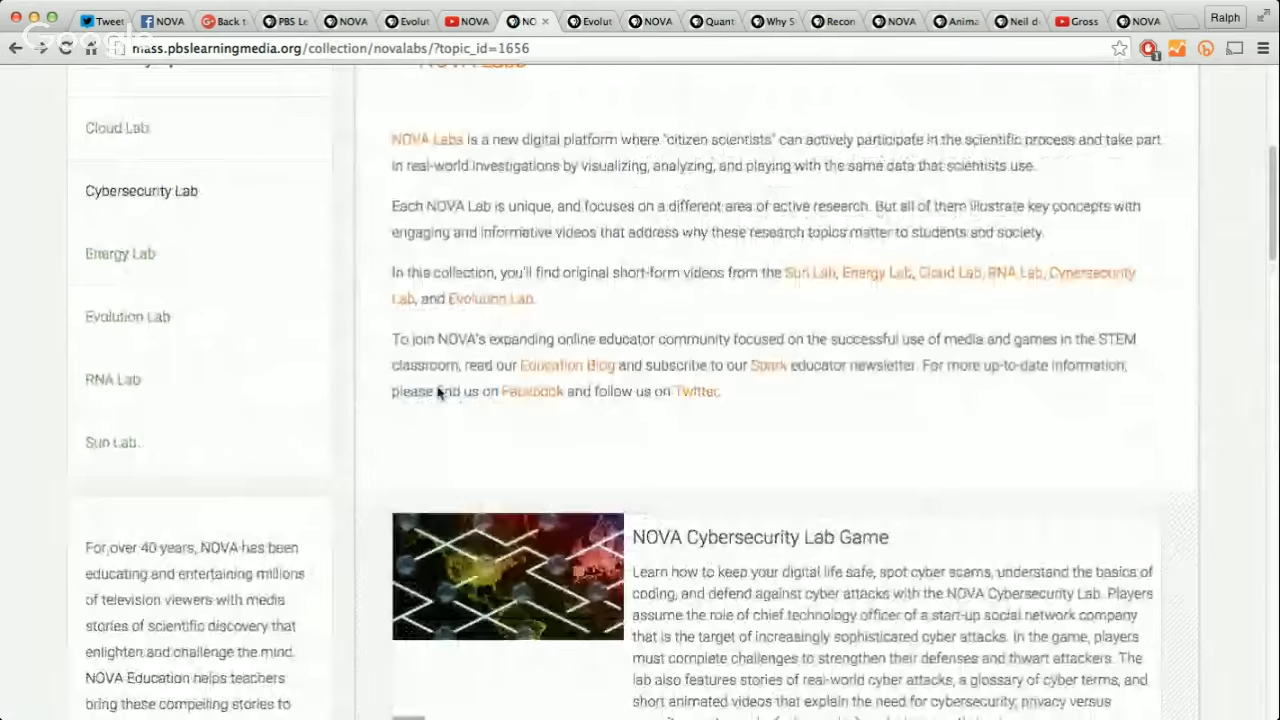 Tweet
NOVA
Back t
PBS Le
NOVA
Evolut
NOVA
NO
Evolut
NOVA
Quant
Why S
Recon
NOVA
Anima
Neil d
Gross
NOVA
Ralph
Google
mass.pbslearningmedia.org/collection/novalabs/?topic_id=1656
NOVA Labs
Cloud Lab
Cybersecurity Lab
Energy Lab
Evolution Lab
RNA Lab
Sun Lab
For over 40 years, NOVA has been
educating and entertaining millions
of television viewers with media
stories of scientific discovery that
enlighten and challenge the mind.
NOVA Education helps teachers
bring these compelling stories to
NOVA Labs is a new digital platform where "citizen scientists" can actively participate in the scientific process and take part
in real-world investigations by visualizing, analyzing, and playing with the same data that scientists use.
Each NOVA Lab is unique, and focuses on a different area of active research. But all of them illustrate key concepts with
engaging and informative videos that address why these research topics matter to students and society.
In this collection, you'll find original short-form videos from the Sun Lab, Energy Lab, Cloud Lab, RNA Lab, Cybersecurity
Lab, and Evolution Lab.
To join NOVA's expanding online educator community focused on the successful use of media and games in the STEM
classroom, read our Education Blog and subscribe to our Spark educator newsletter. For more up-to-date information,
please find us on Facebook and follow us on Twitter.
NOVA Cybersecurity Lab Game
Learn how to keep your digital life safe, spot cyber scams, understand the basics of
coding, and defend against cyber attacks with the NOVA Cybersecurity Lab. Players
assume the role of chief technology officer of a start-up social network company
that is the target of increasingly sophisticated cyber attacks. In the game, players
must complete challenges to strengthen their defenses and thwart attackers. The
lab also features stories of real-world cyber attacks, a glossary of cyber terms, and
short animated videos that explain the need for cybersecurity; privacy versus